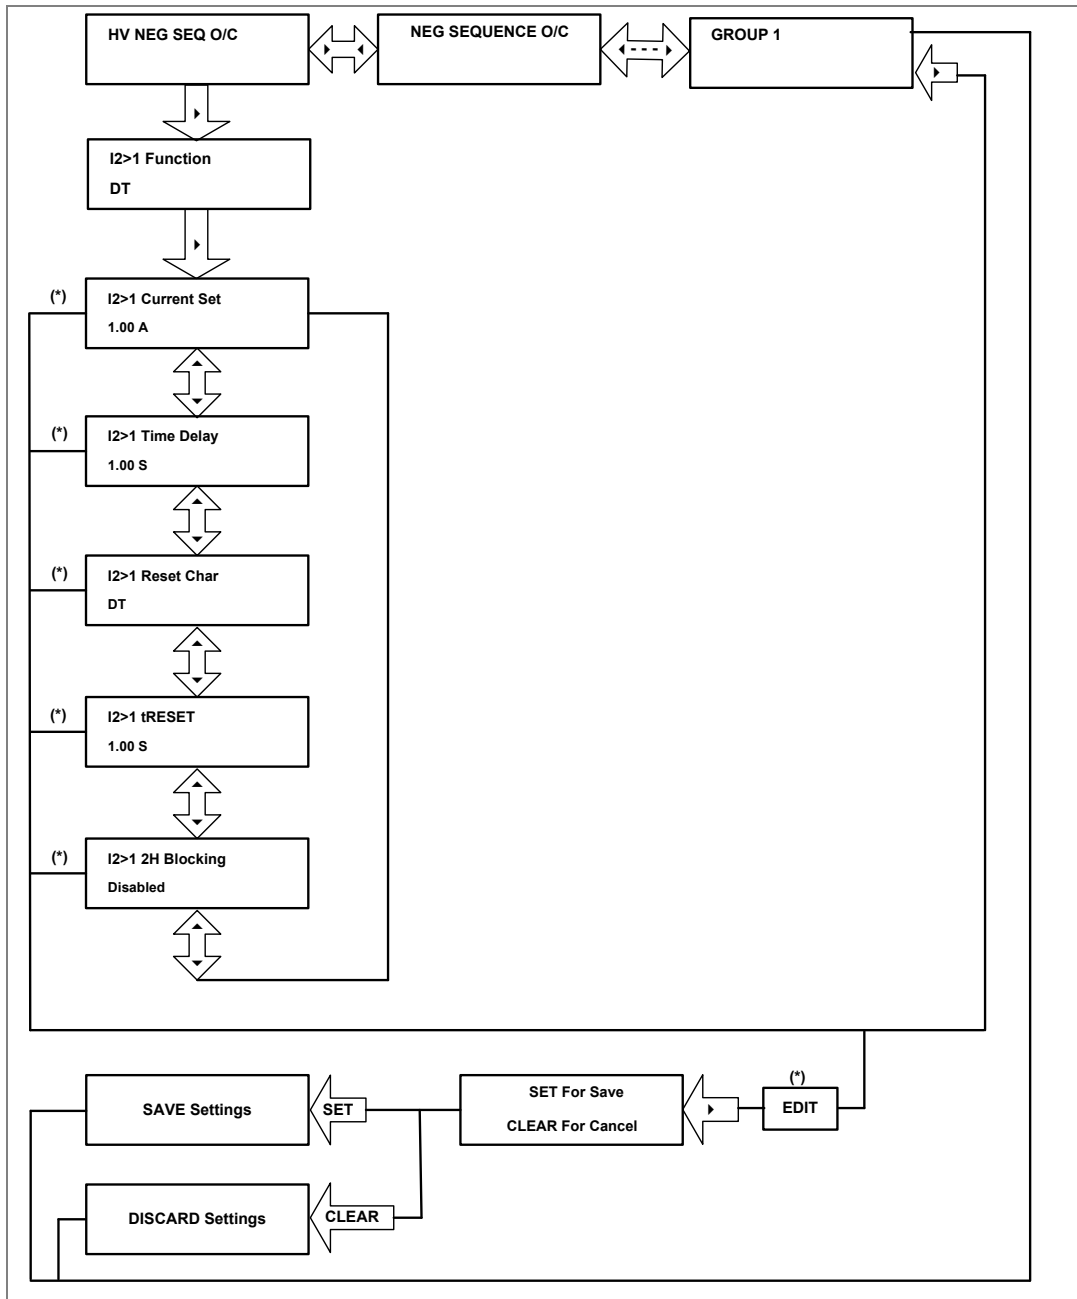 HV NEG SEQ O/C
NEG SEQUENCE O/C
GROUP 1
I2>1 Function
DT
(*)
I2>1 Current Set
1.00 A
(*)
I2>1 Time Delay
1.00 S
(*)
I2>1 Reset Char
DT
(*)
I2>1 tRESET
1.00 S
(*)
I2>1 2H Blocking
Disabled
SAVE Settings
SET
SET For Save
CLEAR For Cancel
(*)
EDIT
DISCARD Settings
CLEAR